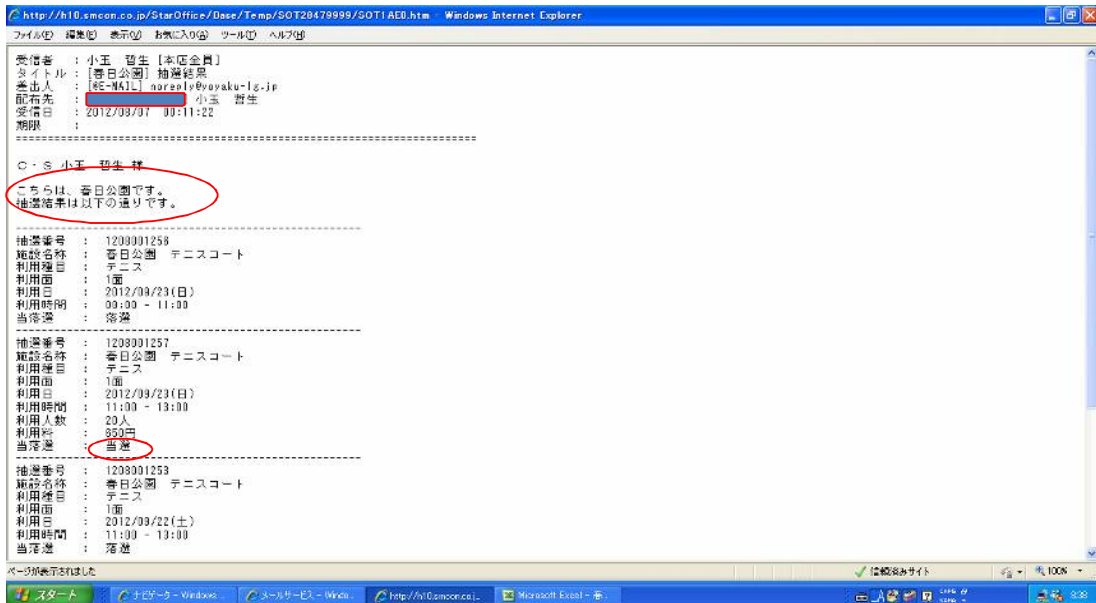 http://h10.smcon.co.jp/StarOffice/Base/Temp/SOT28479999/SOT1AE0.htm - Windows Internet Explorer
ファイル(F) 編集(E) 表示(V) お気に入り(A) ツール(T) ヘルプ(H)
受信者 : 小玉 哲生 [本店全員]
タイトル : [春日公園] 抽選結果
差出人 : [@E-MAIL] noreply@yoyaku-lg.jp
配布先 : 小玉 哲生
受信日 : 2012/08/07 00:11:22
期限 :
C・S 小玉 哲生 様
こちらは、春日公園です。
抽選結果は以下の通りです。
抽選番号 : 1208001258
施設名称 : 春日公園 テニスコート
利用種目 : テニス
利用面 : 1面
利用日 : 2012/09/23(日)
利用時間 : 09:00 - 11:00
当落選 : 落選
抽選番号 : 1208001257
施設名称 : 春日公園 テニスコート
利用種目 : テニス
利用面 : 1面
利用日 : 2012/09/23(日)
利用時間 : 11:00 - 13:00
利用人数 : 20人
利用料 : 650円
当落選 : 当選
抽選番号 : 1208001253
施設名称 : 春日公園 テニスコート
利用種目 : テニス
利用面 : 1面
利用日 : 2012/09/22(土)
利用時間 : 11:00 - 13:00
当落選 : 落選
ページが表示されました
信頼済みサイト
100%
スタート
ナビゲータ - Windows...
メールサービス - Windo...
http://h10.smcon.co.j...
Microsoft Excel -
8:38